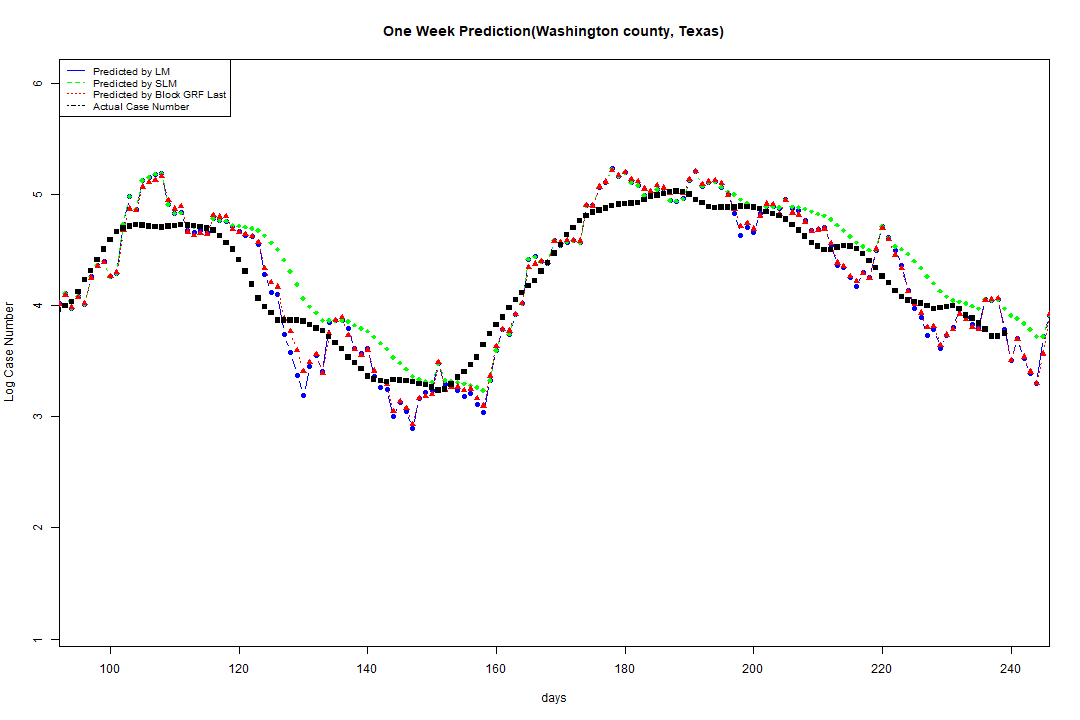 One Week Prediction(Washington county, Texas)
Predicted by LM
Predicted by SLM
Predicted by Block GRF Last
Actual Case Number
6
5
4
3
2
1
Log Case Number
100 120 140 160 180 200 220 240
days